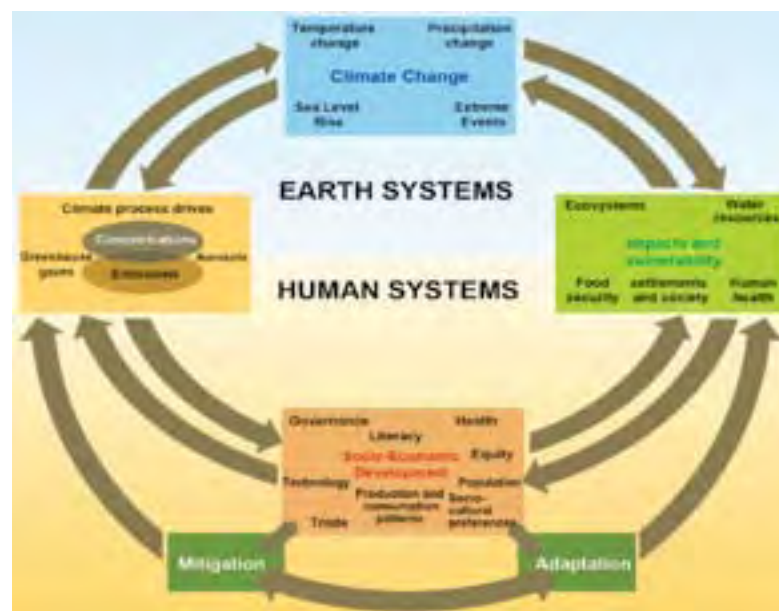 Temperature change
Precipitation change
Climate Change
Sea Level Rise
Extreme Events
EARTH SYSTEMS
Climate process drives
Concentrations
Greenhouse gases
Aerosols
Emissions
Ecosystems
Water resources
Impacts and vulnerability
Food security
settlements and society
Human health
HUMAN SYSTEMS
Governance
Health
Literacy
Equity
Socio-Economic Development
Technology
Population
Production and consumption patterns
Socio-cultural preferences
Trade
Mitigation
Adaptation